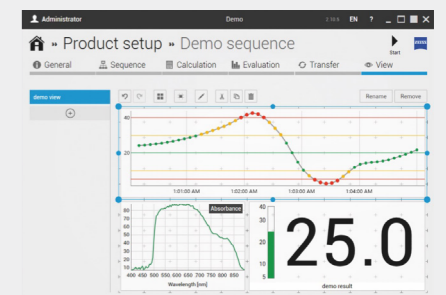 Administrator Demo EN ? _
» Product setup » Demo sequence
Start
ZEISS
General Sequence Calculation Evaluation Transfer View
demo view
Rename Remove
40
20
1:01:00 AM 1:02:00 AM 1:03:00 AM 1:04:00 AM
80
70
60
50
40
30
20
10
Absorbance
400 450 500 550 600 650 700 750 800 850
Wavelength [nm]
40
30
20
10
5
25.0
demo result